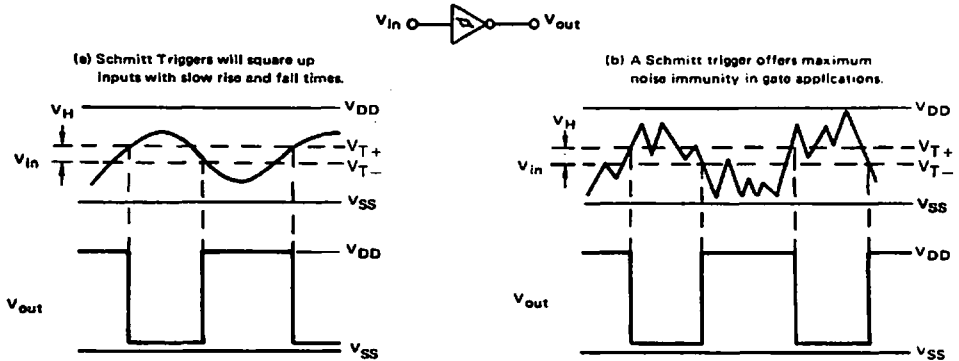 Vin Vout
(a) Schmitt Triggers will square up
inputs with slow rise and fall times.
VDD
VH
VT+
Vin
VT−
VSS
VDD
Vout
VSS
(b) A Schmitt trigger offers maximum
noise immunity in gate applications.
VDD
VH
VT+
Vin
VT−
VSS
VDD
Vout
VSS